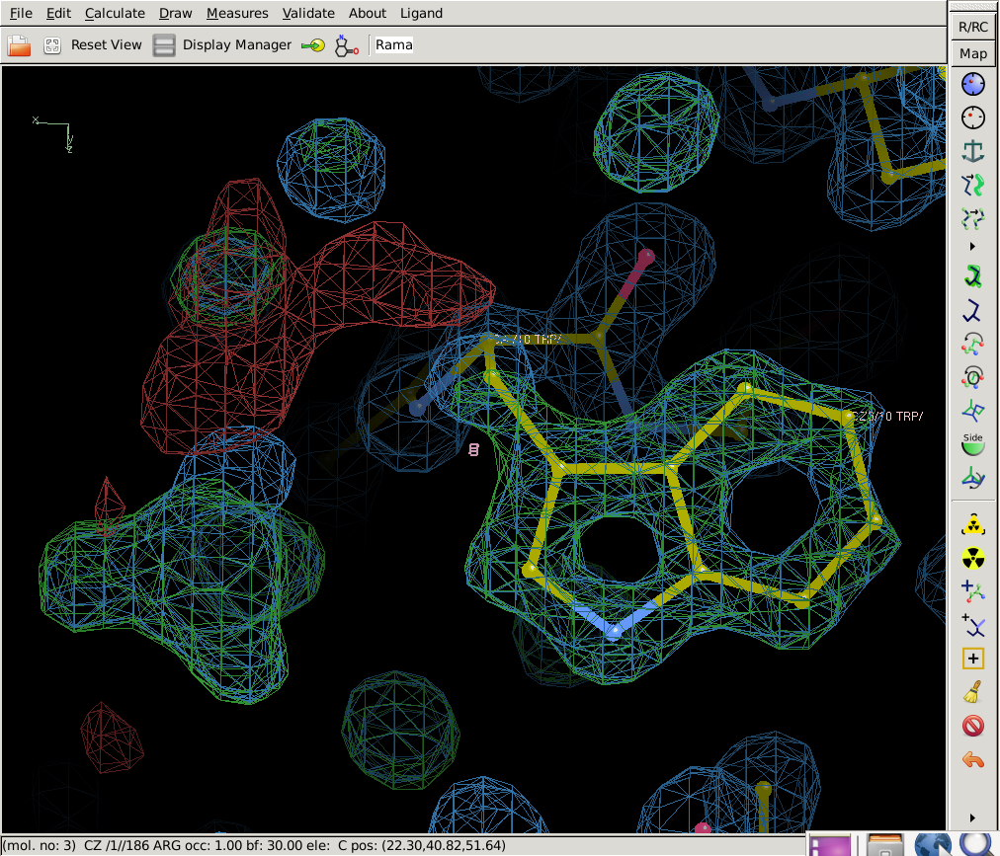 File Edit Calculate Draw Measures Validate About Ligand
Reset View Display Manager Rama
R/RC
Map
x
y
z
/10 TRP/
/10 TRP/
Side
(mol. no: 3) CZ /1//186 ARG occ: 1.00 bf: 30.00 ele: C pos: (22.30,40.82,51.64)